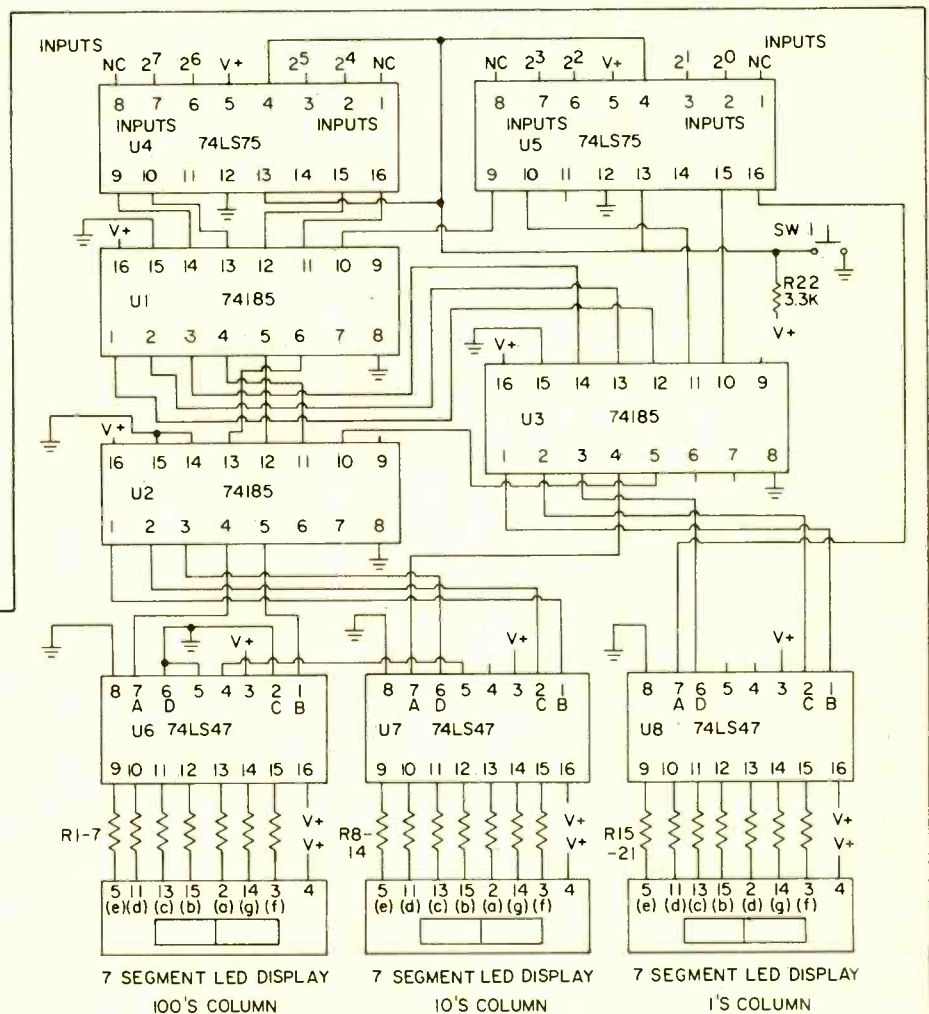 INPUTS INPUTS
NC 2⁷ 2⁶ V+ 2⁵ 2⁴ NC NC 2³ 2² V+ 2¹ 2⁰ NC
8 7 6 5 4 3 2 1 8 7 6 5 4 3 2 1
INPUTS INPUTS INPUTS INPUTS
U4 74LS75 U5 74LS75
9 10 11 12 13 14 15 16 9 10 11 12 13 14 15 16
V+ SW 1
16 15 14 13 12 11 10 9
R22
U1 74185 3.3K
V+
1 2 3 4 5 6 7 8
V+
16 15 14 13 12 11 10 9
U3 74185
V+
16 15 14 13 12 11 10 9
1 2 3 4 5 6 7 8
U2 74185
1 2 3 4 5 6 7 8
V+ V+ V+
8 7 6 5 4 3 2 1 8 7 6 5 4 3 2 1 8 7 6 5 4 3 2 1
A D C B A D C B A D C B
U6 74LS47 U7 74LS47 U8 74LS47
9 10 11 12 13 14 15 16 9 10 11 12 13 14 15 16 9 10 11 12 13 14 15 16
V+ V+ V+
R1-7 R8- R15
14 -21
V+ V+ V+
5 11 13 15 2 14 3 4 5 11 13 15 2 14 3 4 5 11 13 15 2 14 3 4
(e) (d) (c) (b) (a) (g) (f) (e) (d) (c) (b) (a) (g) (f) (e) (d) (c) (b) (d) (g) (f)
7 SEGMENT LED DISPLAY 7 SEGMENT LED DISPLAY 7 SEGMENT LED DISPLAY
100'S COLUMN 10'S COLUMN 1'S COLUMN